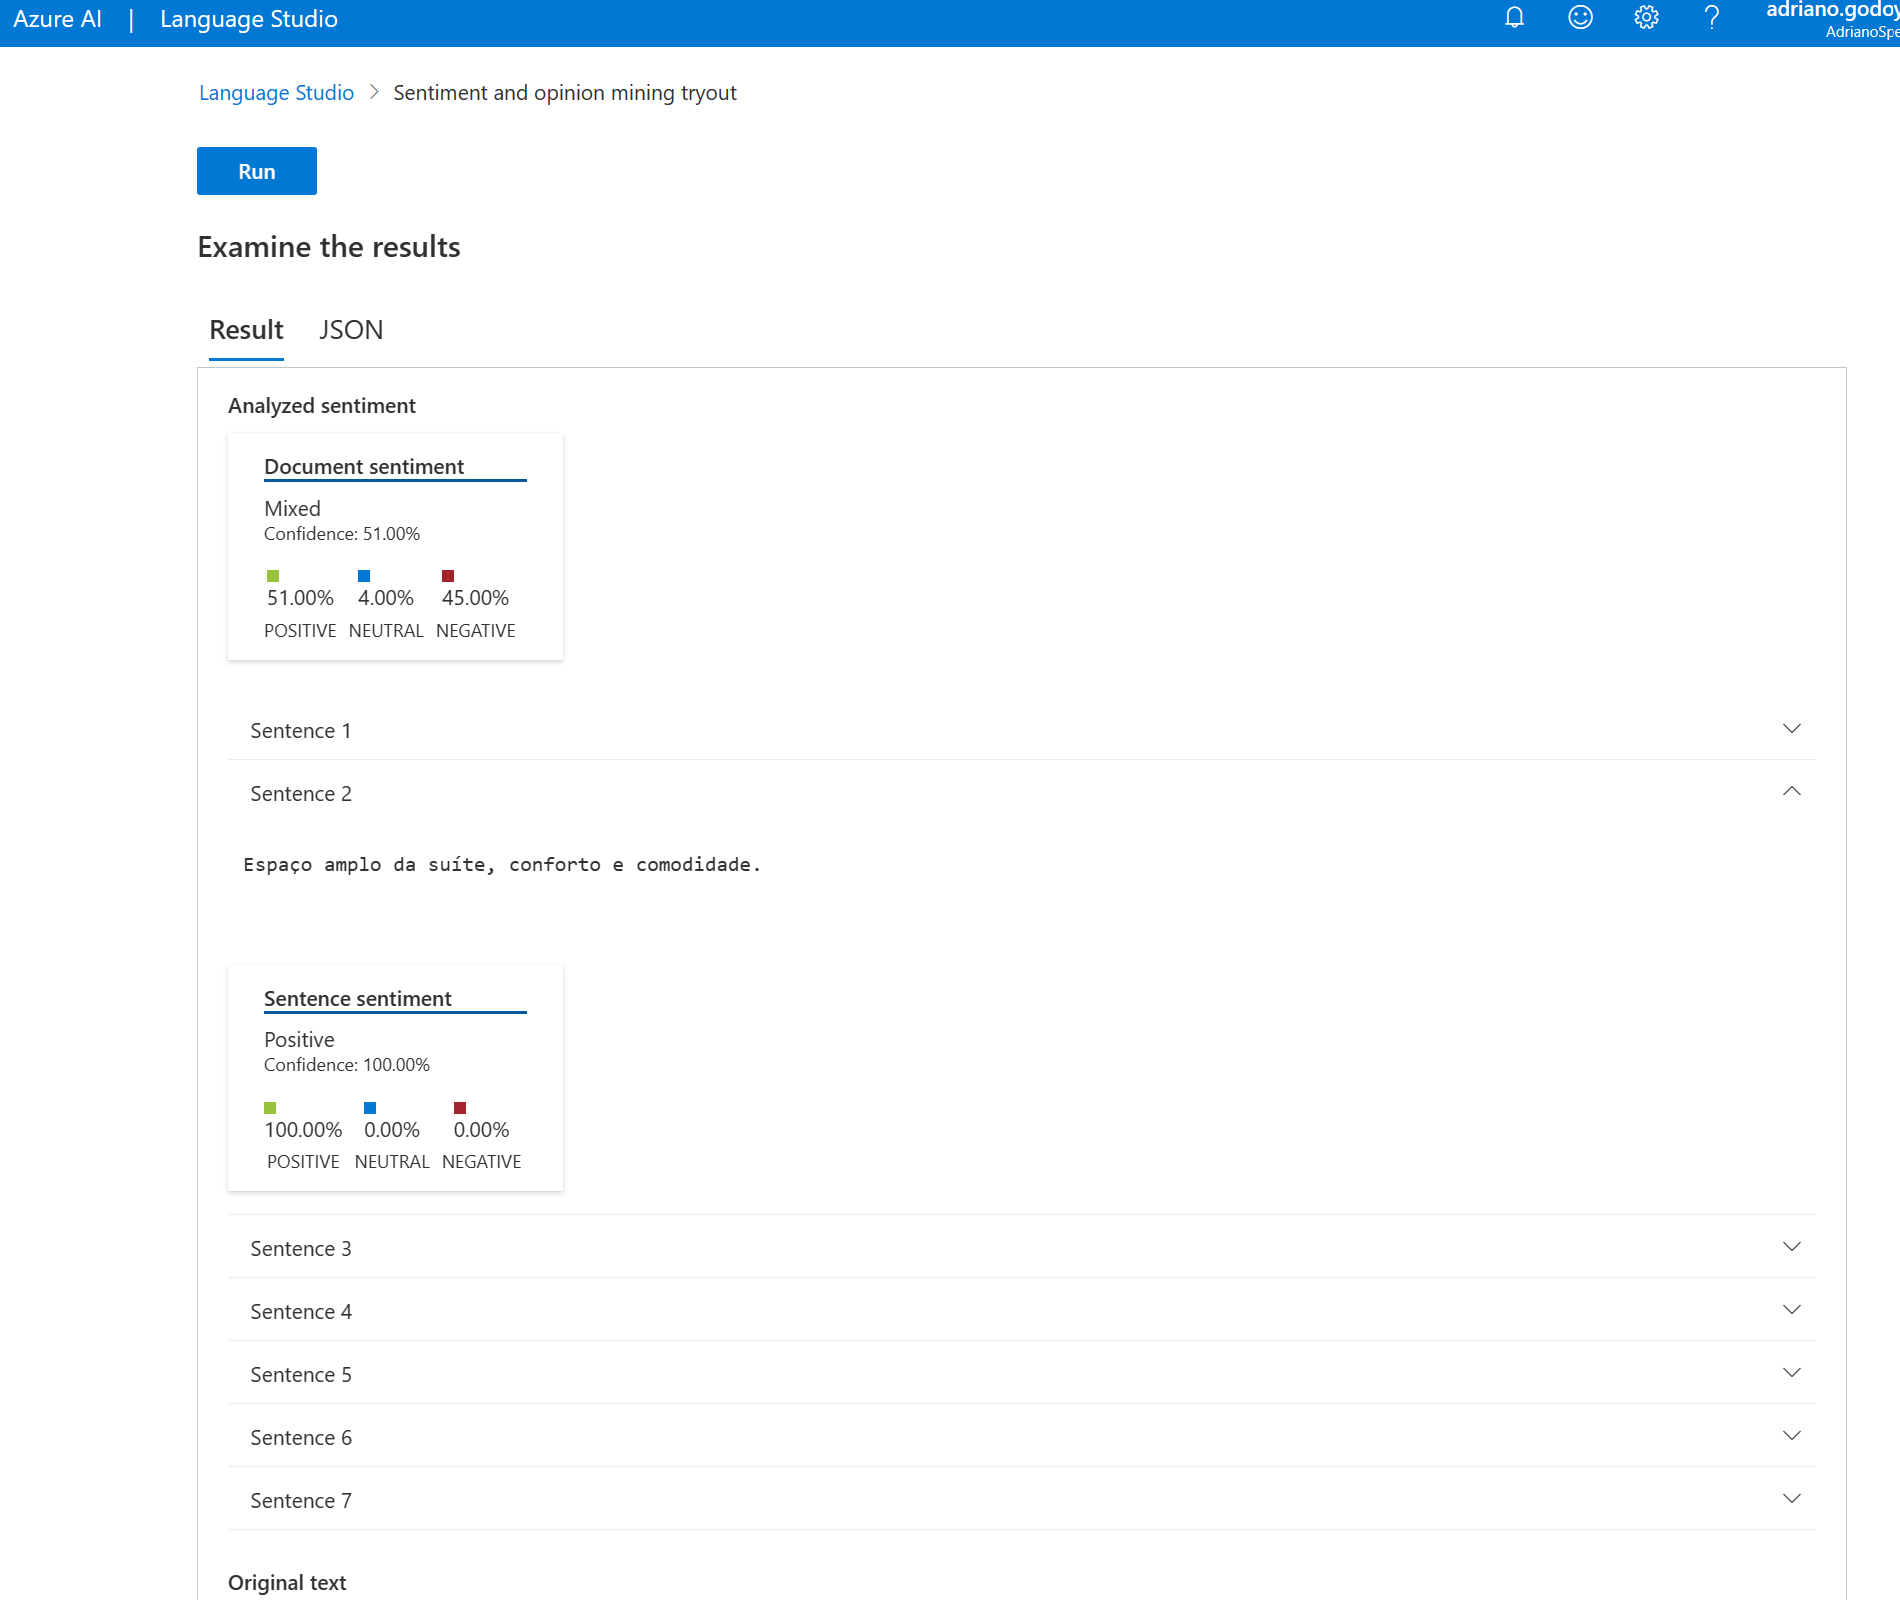 Azure AI | Language Studio
adriano.godoy
Language Studio > Sentiment and opinion mining tryout
Run
Examine the results
Result JSON
Analyzed sentiment
Document sentiment
Mixed
Confidence: 51.00%
51.00% 4.00% 45.00%
POSITIVE NEUTRAL NEGATIVE
Sentence 1
Sentence 2
Espaço amplo da suíte, conforto e comodidade.
Sentence sentiment
Positive
Confidence: 100.00%
100.00% 0.00% 0.00%
POSITIVE NEUTRAL NEGATIVE
Sentence 3
Sentence 4
Sentence 5
Sentence 6
Sentence 7
Original text